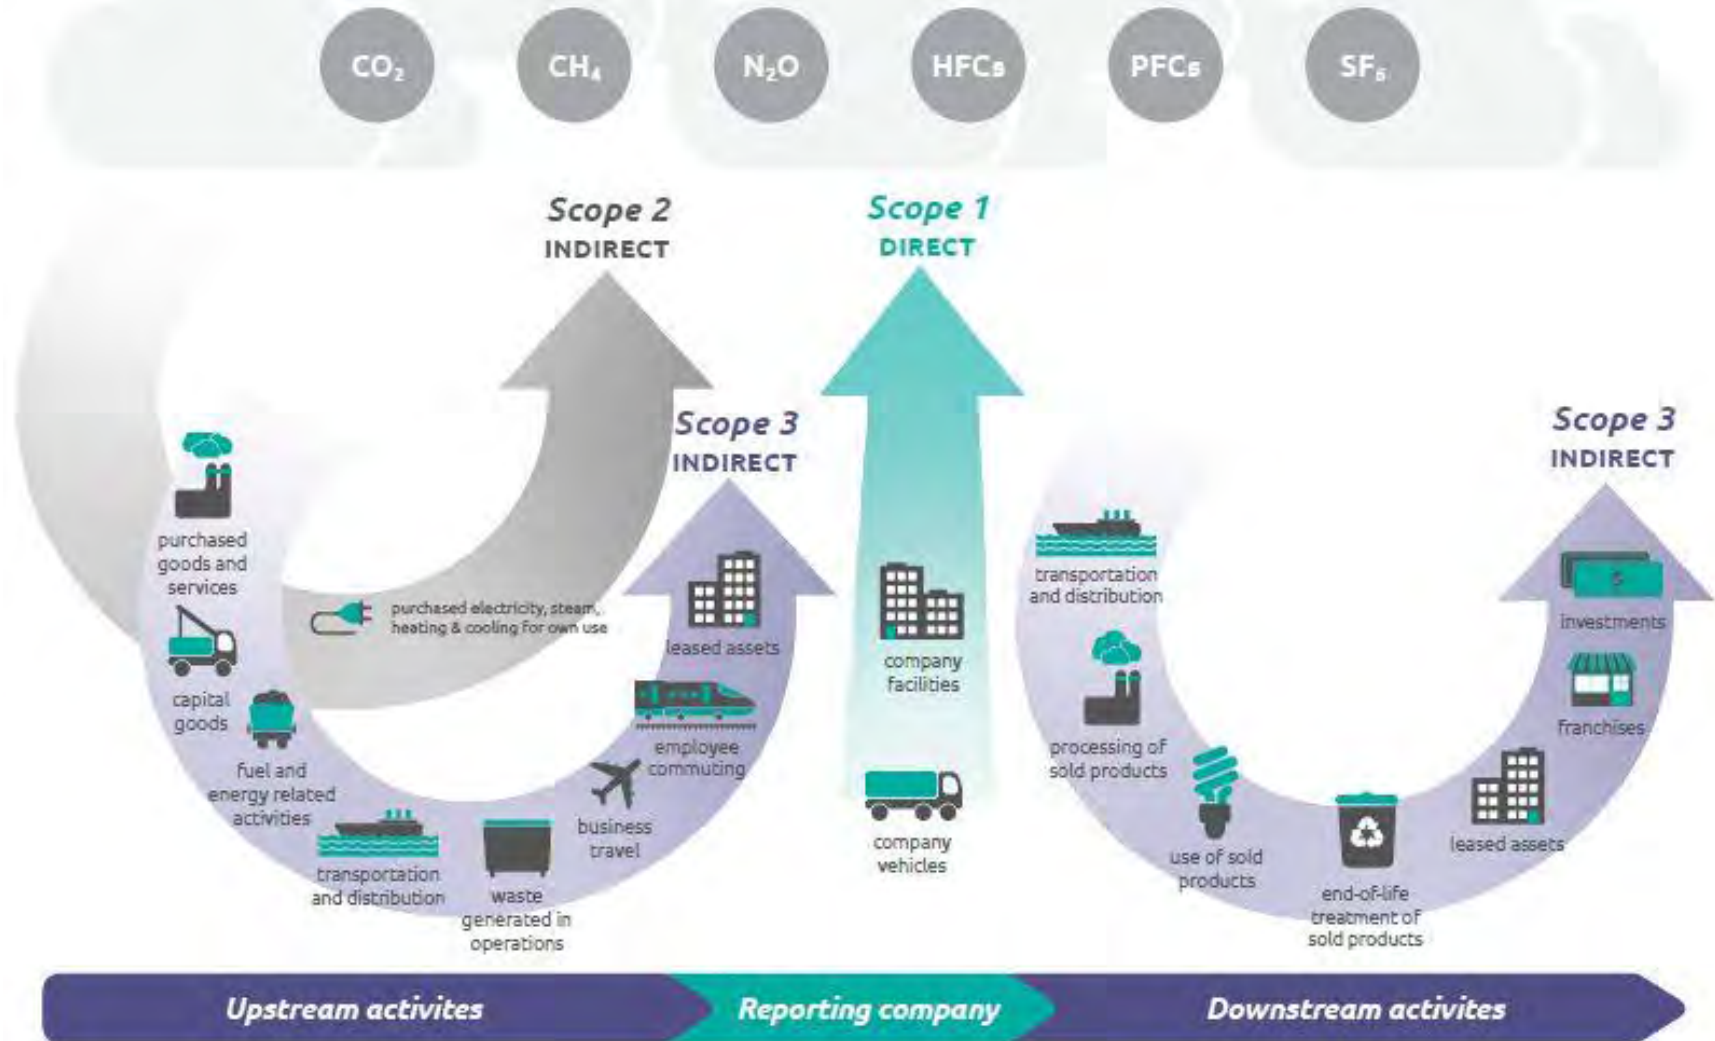 CO₂
CH₄
N₂O
HFCs
PFCs
SF₆
Scope 2
INDIRECT
Scope 1
DIRECT
Scope 3
INDIRECT
Scope 3
INDIRECT
purchased
goods and
services
capital
goods
fuel and
energy related
activities
transportation
and distribution
waste
generated in
operations
business
travel
employee
commuting
leased assets
purchased electricity, steam,
heating & cooling for own use
company
facilities
company
vehicles
transportation
and distribution
processing of
sold products
use of sold
products
end-of-life
treatment of
sold products
leased assets
franchises
investments
$
Upstream activites
Reporting company
Downstream activites